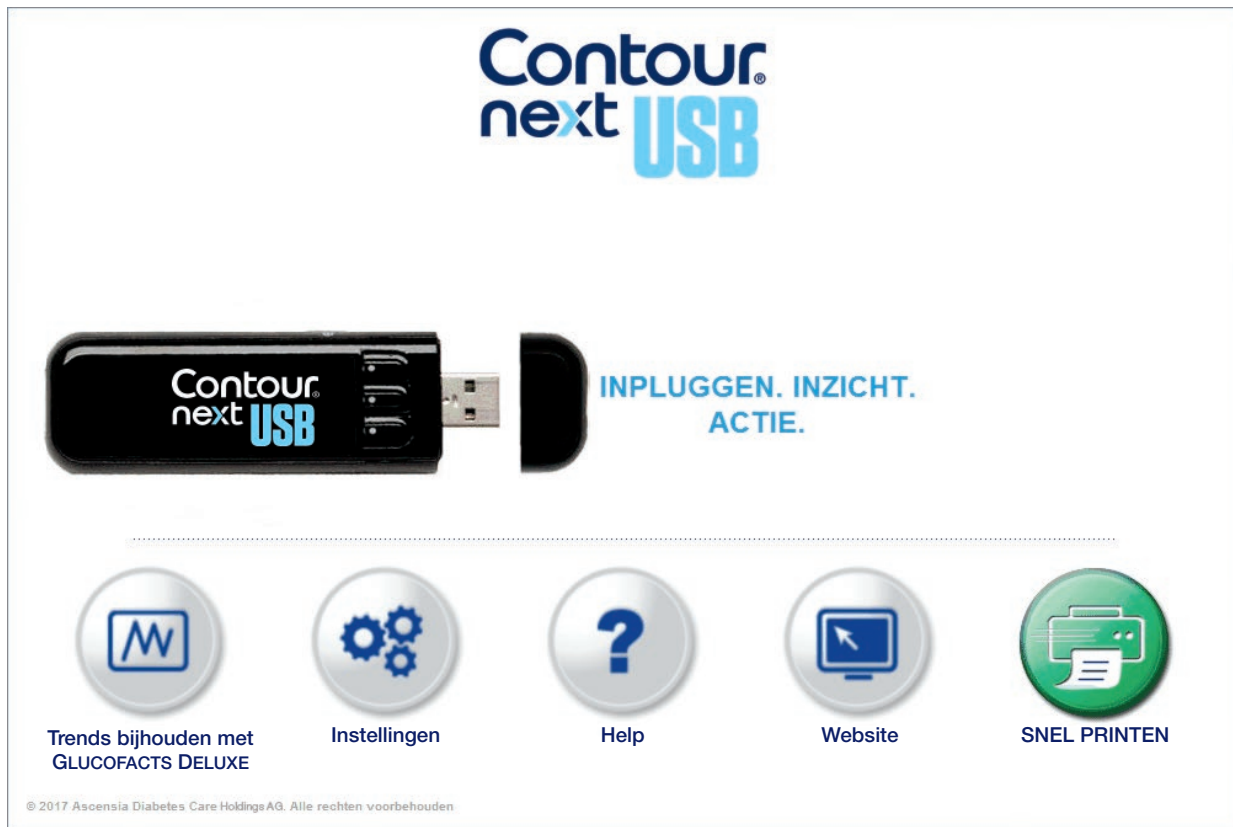 Contour®
next USB
Contour®
next USB
INPLUGGEN. INZICHT.
ACTIE.
Trends bijhouden met
GLUCOFACTS DELUXE
Instellingen
Help
Website
SNEL PRINTEN
© 2017 Ascensia Diabetes Care Holdings AG. Alle rechten voorbehouden